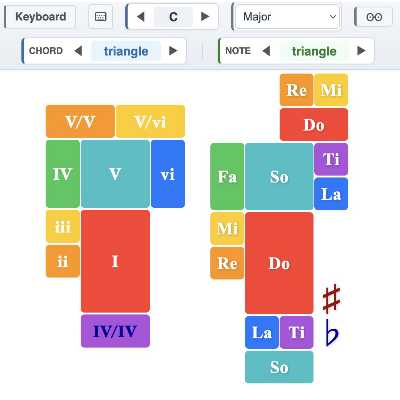 Keyboard C Major
CHORD triangle NOTE triangle
Re Mi
V/V V/vi Do
IV V vi Fa So Ti
La
iii Mi
ii I Re Do
♯
IV/IV La Ti ♭
So